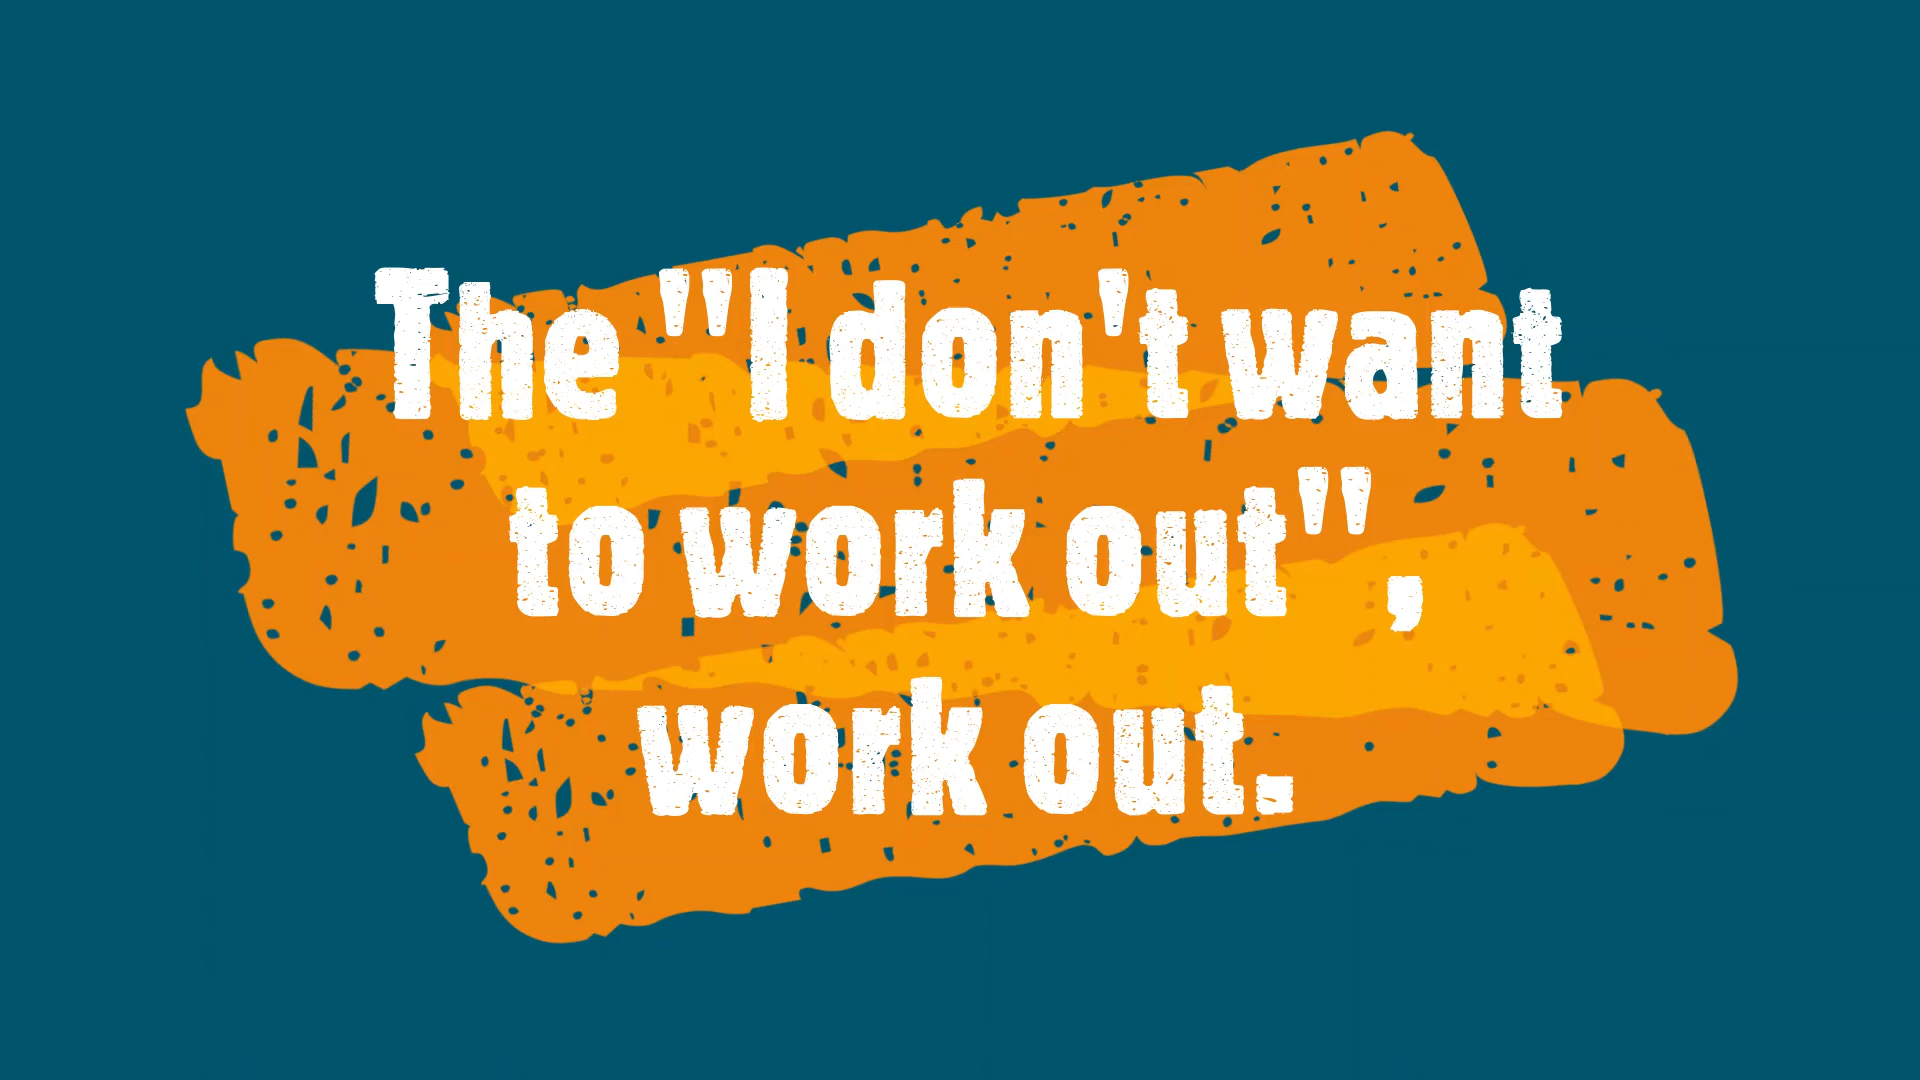 The "I don't want
to work out",
work out.